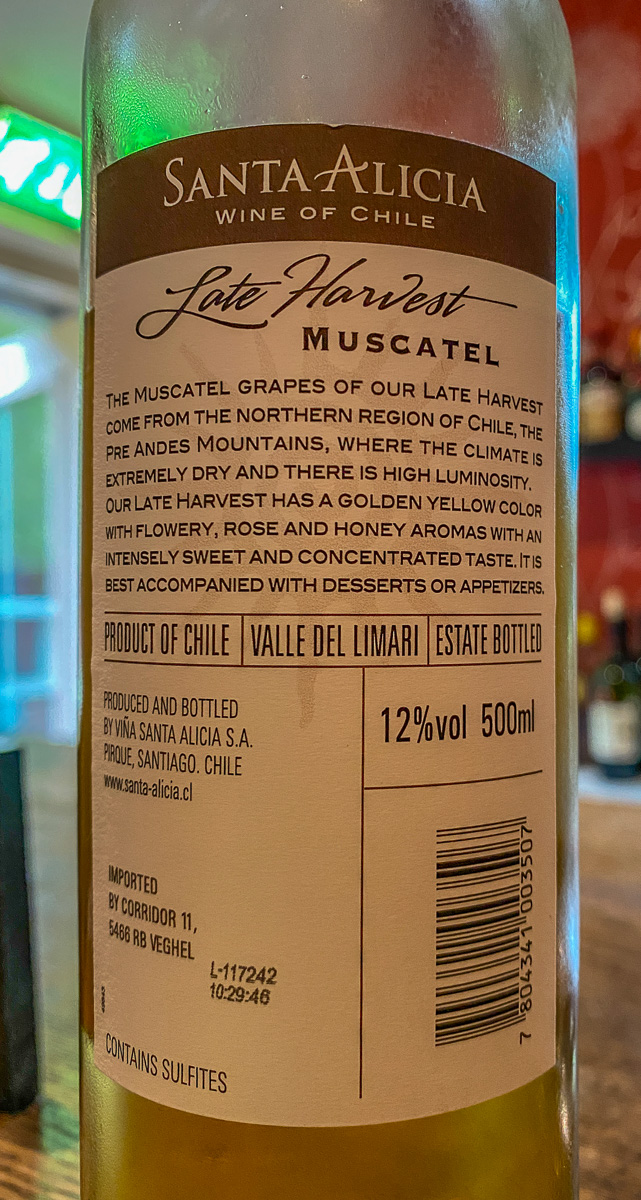 SANTA ALICIA
WINE OF CHILE
Late Harvest
MUSCATEL
THE MUSCATEL GRAPES OF OUR LATE HARVEST
COME FROM THE NORTHERN REGION OF CHILE, THE
PRE ANDES MOUNTAINS, WHERE THE CLIMATE IS
EXTREMELY DRY AND THERE IS HIGH LUMINOSITY.
OUR LATE HARVEST HAS A GOLDEN YELLOW COLOR
WITH FLOWERY, ROSE AND HONEY AROMAS WITH AN
INTENSELY SWEET AND CONCENTRATED TASTE. IT IS
BEST ACCOMPANIED WITH DESSERTS OR APPETIZERS.
PRODUCT OF CHILE VALLE DEL LIMARI ESTATE BOTTLED
PRODUCED AND BOTTLED
BY VIÑA SANTA ALICIA S.A.
PIRQUE, SANTIAGO. CHILE
www.santa-alicia.cl
12%vol 500ml
IMPORTED
BY CORRIDOR 11,
5466 RB VEGHEL
L-117242
10:29:46
CONTAINS SULFITES
7 804341 003507